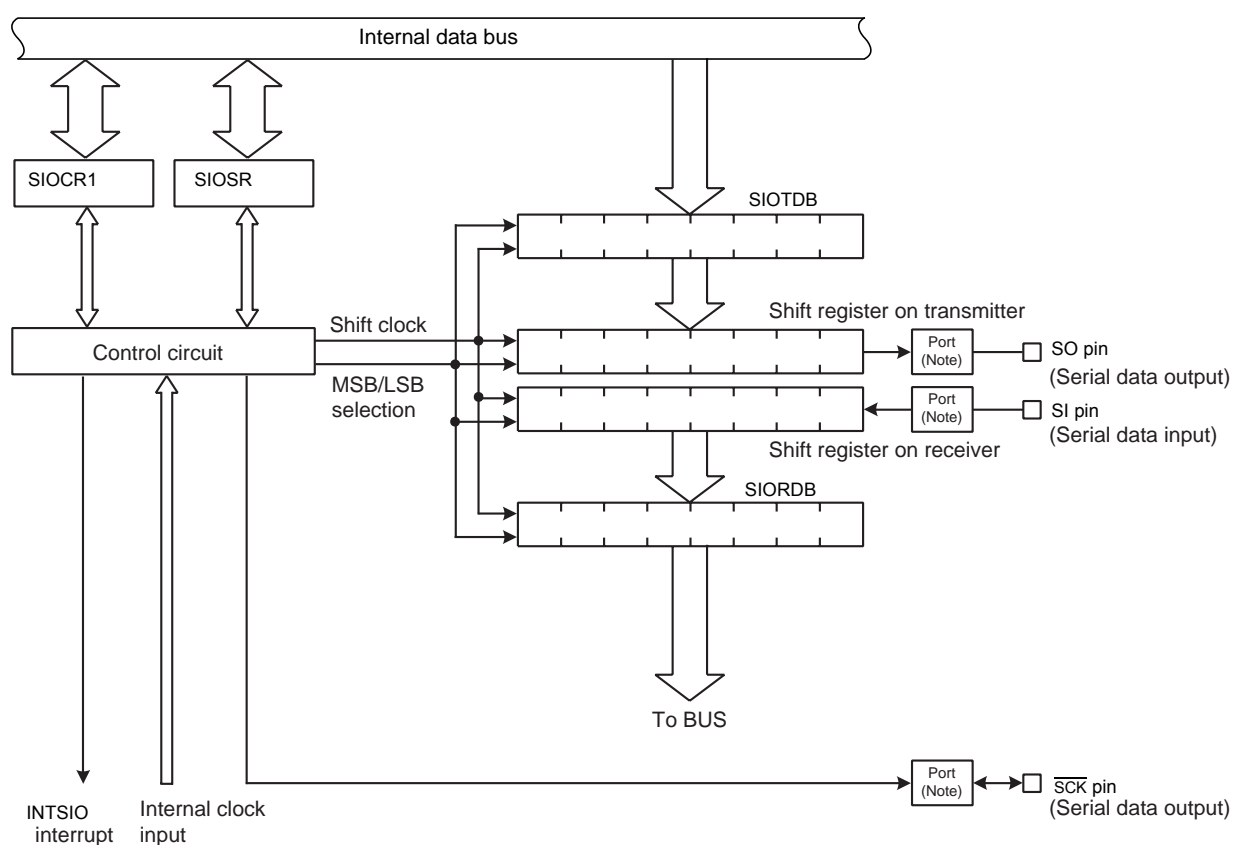 Internal data bus
SIOCR1
SIOSR
SIOTDB
Shift clock
Shift register on transmitter
Control circuit
Port
(Note)
SO pin
(Serial data output)
MSB/LSB
selection
Port
(Note)
SI pin
(Serial data input)
Shift register on receiver
SIORDB
To BUS
INTSIO
interrupt
Internal clock
input
Port
(Note)
SCK pin
(Serial data output)